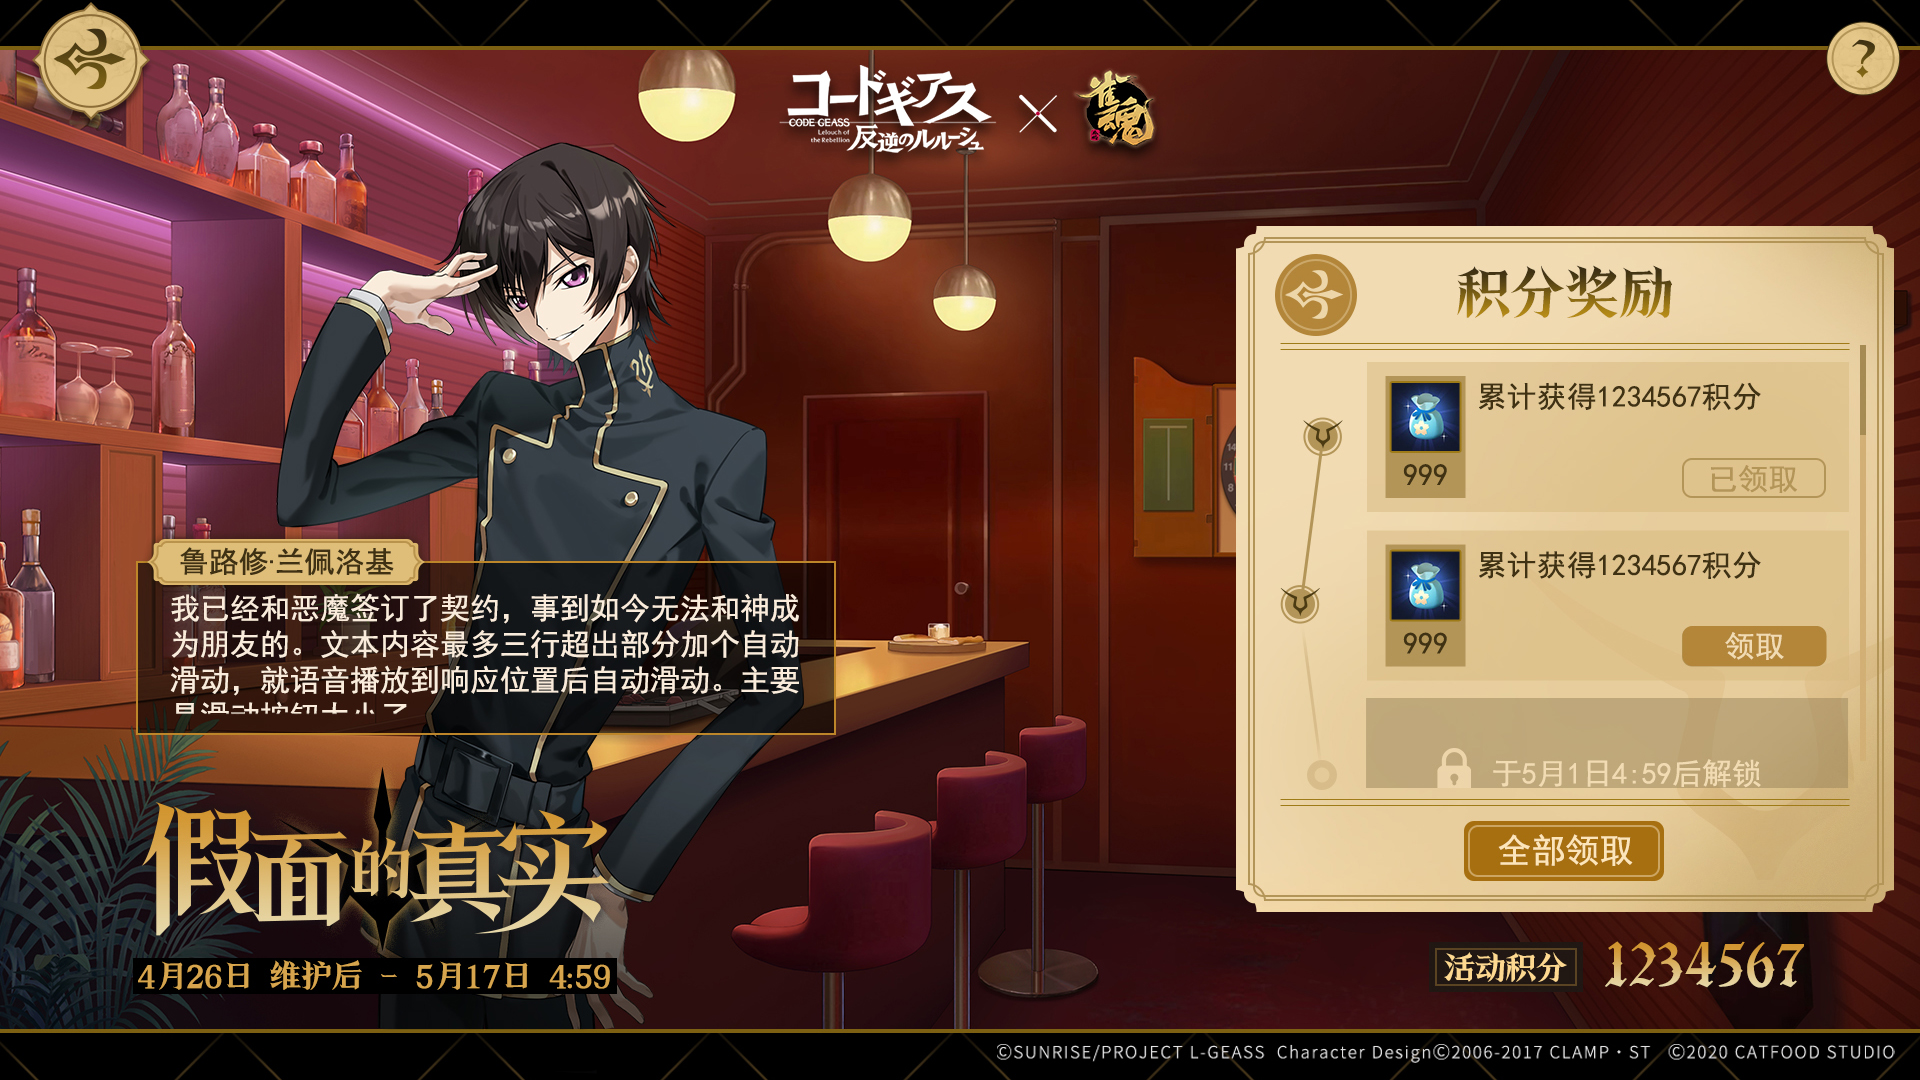 コードギアス
CODE GEASS
Lelouch of
the Rebellion
反逆のルルーシュ
雀魂
?
积分奖励
累计获得1234567积分
999
已领取
累计获得1234567积分
999
领取
于5月1日4:59后解锁
全部领取
鲁路修·兰佩洛基
我已经和恶魔签订了契约，事到如今无法和神成
为朋友的。文本内容最多三行超出部分加个自动
滑动，就语音播放到响应位置后自动滑动。主要
是滑动按钮太小了
假面的真实
4月26日 维护后 - 5月17日 4:59
活动积分 1234567
©SUNRISE/PROJECT L-GEASS Character Design©2006-2017 CLAMP・ST ©2020 CATFOOD STUDIO